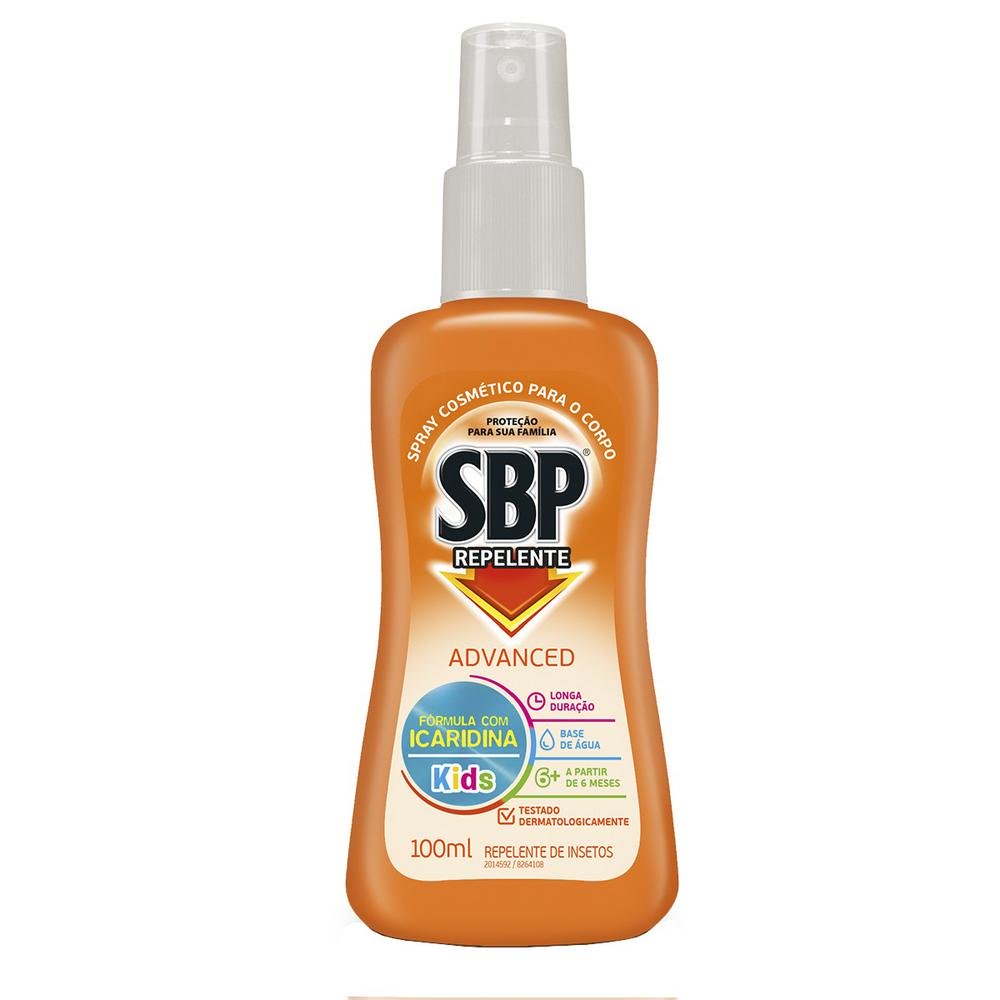 SPRAY COSMÉTICO PARA O CORPO
PROTEÇÃO
PARA SUA FAMÍLIA
SBP®
REPELENTE
ADVANCED
FÓRMULA COM
ICARIDINA
Kids
LONGA
DURAÇÃO
BASE
DE ÁGUA
6+ A PARTIR
DE 6 MESES
TESTADO
DERMATOLOGICAMENTE
100ml REPELENTE DE INSETOS
2014592 / 8264108